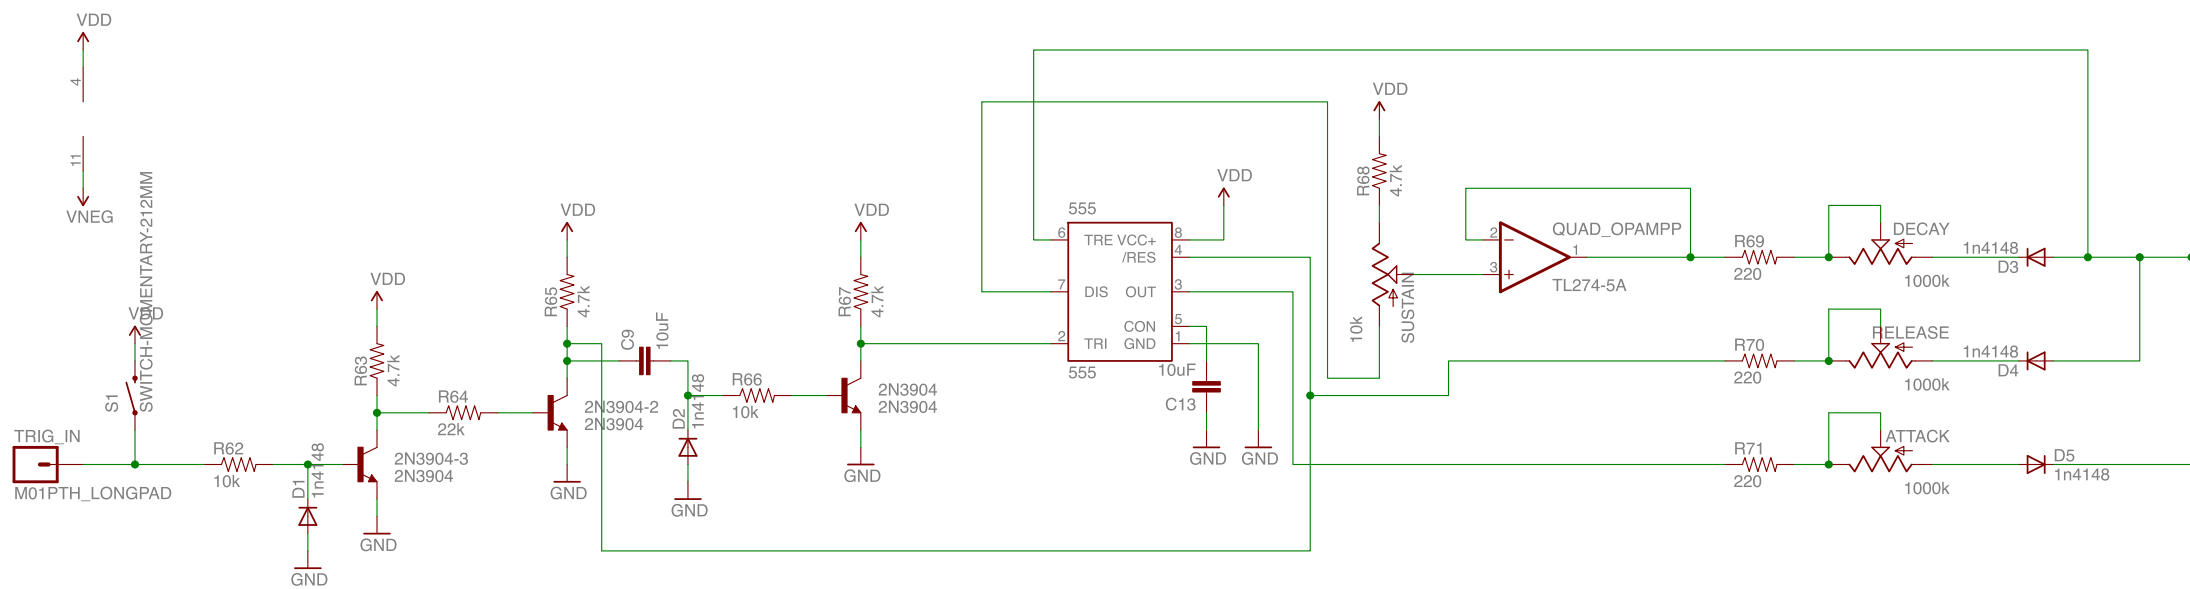 VDD
4
11
VNEG
SWITCH-MOMENTARY-212MM
VDD
S1
TRIG_IN
M01PTH_LONGPAD
R62
10k
D1
1n4148
GND
VDD
R63
4.7k
2N3904-3
2N3904
GND
R64
22k
VDD
R65
4.7k
2N3904-2
2N3904
GND
C9
10uF
D2
1n4148
GND
R66
10k
VDD
R67
4.7k
2N3904
2N3904
GND
555
6
TRE
VCC+
8
/RES
4
7
DIS
OUT
3
CON
5
2
TRI
GND
1
555
VDD
10uF
C13
GND
GND
VDD
R68
4.7k
10k
SUSTAIN
QUAD_OPAMPP
2
3
1
TL274-5A
R69
220
DECAY
1000k
1n4148
D3
R70
220
RELEASE
1000k
1n4148
D4
R71
220
ATTACK
1000k
D5
1n4148